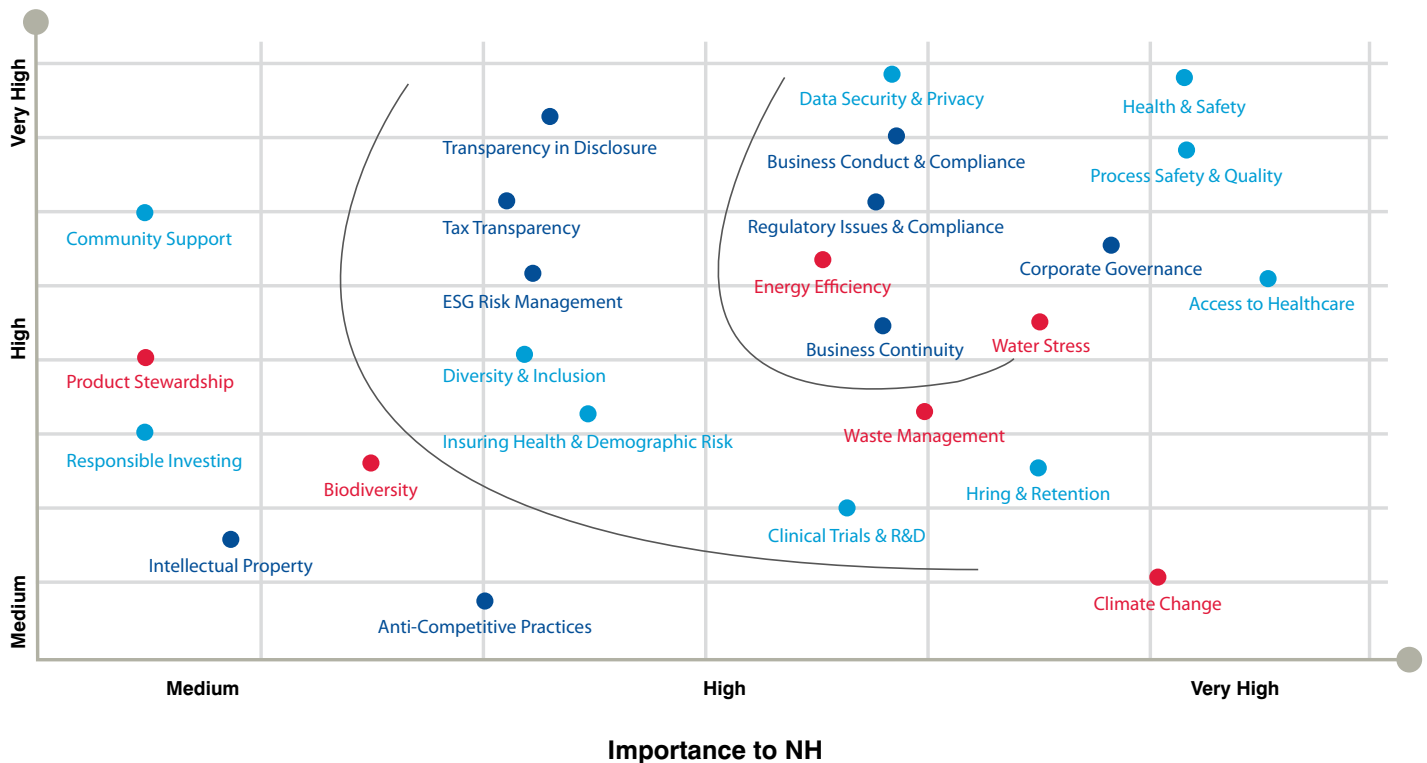 Very High
High
Medium
Data Security & Privacy
Health & Safety
Transparency in Disclosure
Business Conduct & Compliance
Process Safety & Quality
Tax Transparency
Regulatory Issues & Compliance
Community Support
Corporate Governance
Energy Efficiency
ESG Risk Management
Access to Healthcare
Business Continuity
Water Stress
Diversity & Inclusion
Product Stewardship
Waste Management
Insuring Health & Demographic Risk
Responsible Investing
Biodiversity
Hring & Retention
Clinical Trials & R&D
Intellectual Property
Climate Change
Anti-Competitive Practices
Medium
High
Very High
Importance to NH